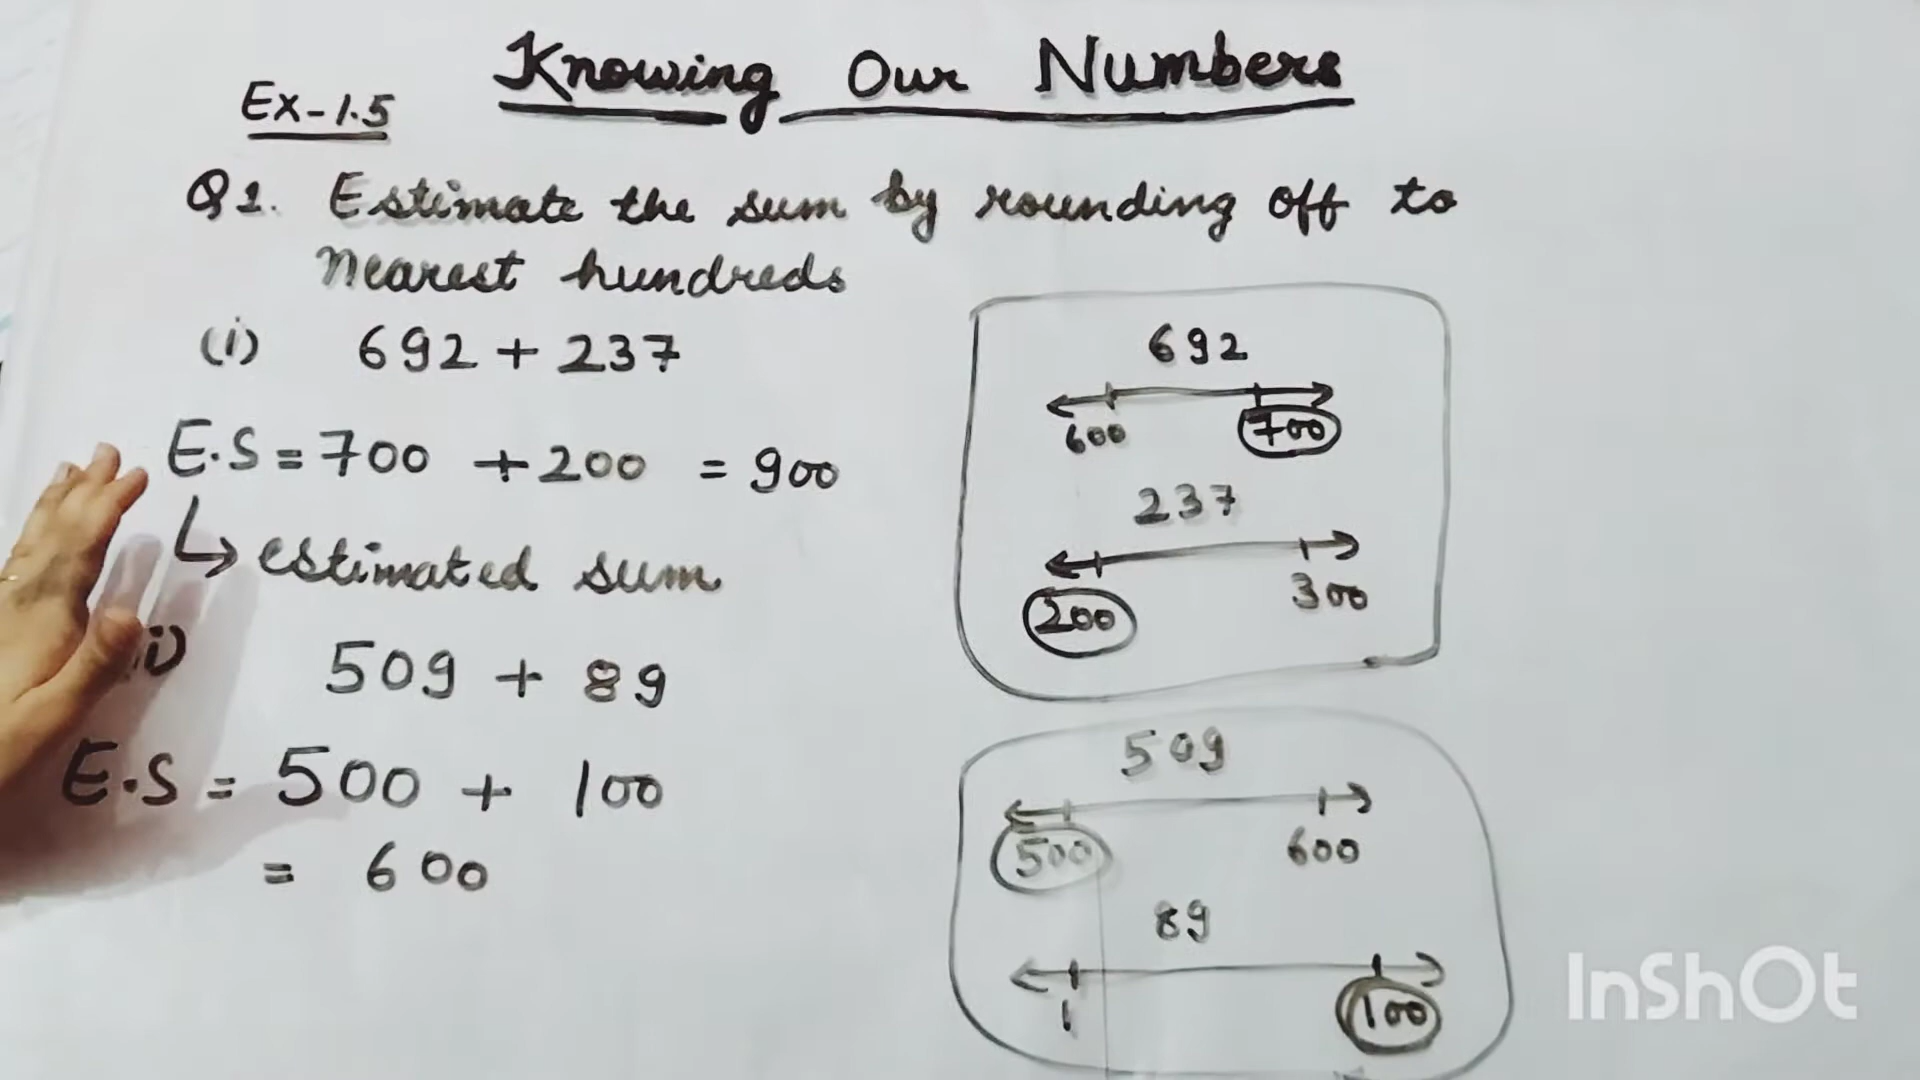 Knowing Our Numbers
Ex-1.5
Q1. Estimate the sum by rounding off to
Nearest hundreds
(i) 692 + 237
E.S = 700 + 200 = 900
↳ estimated sum
i) 509 + 89
E.S = 500 + 100
= 600
692
600 700
237
200 300
509
500 600
89
1 100
InShOt